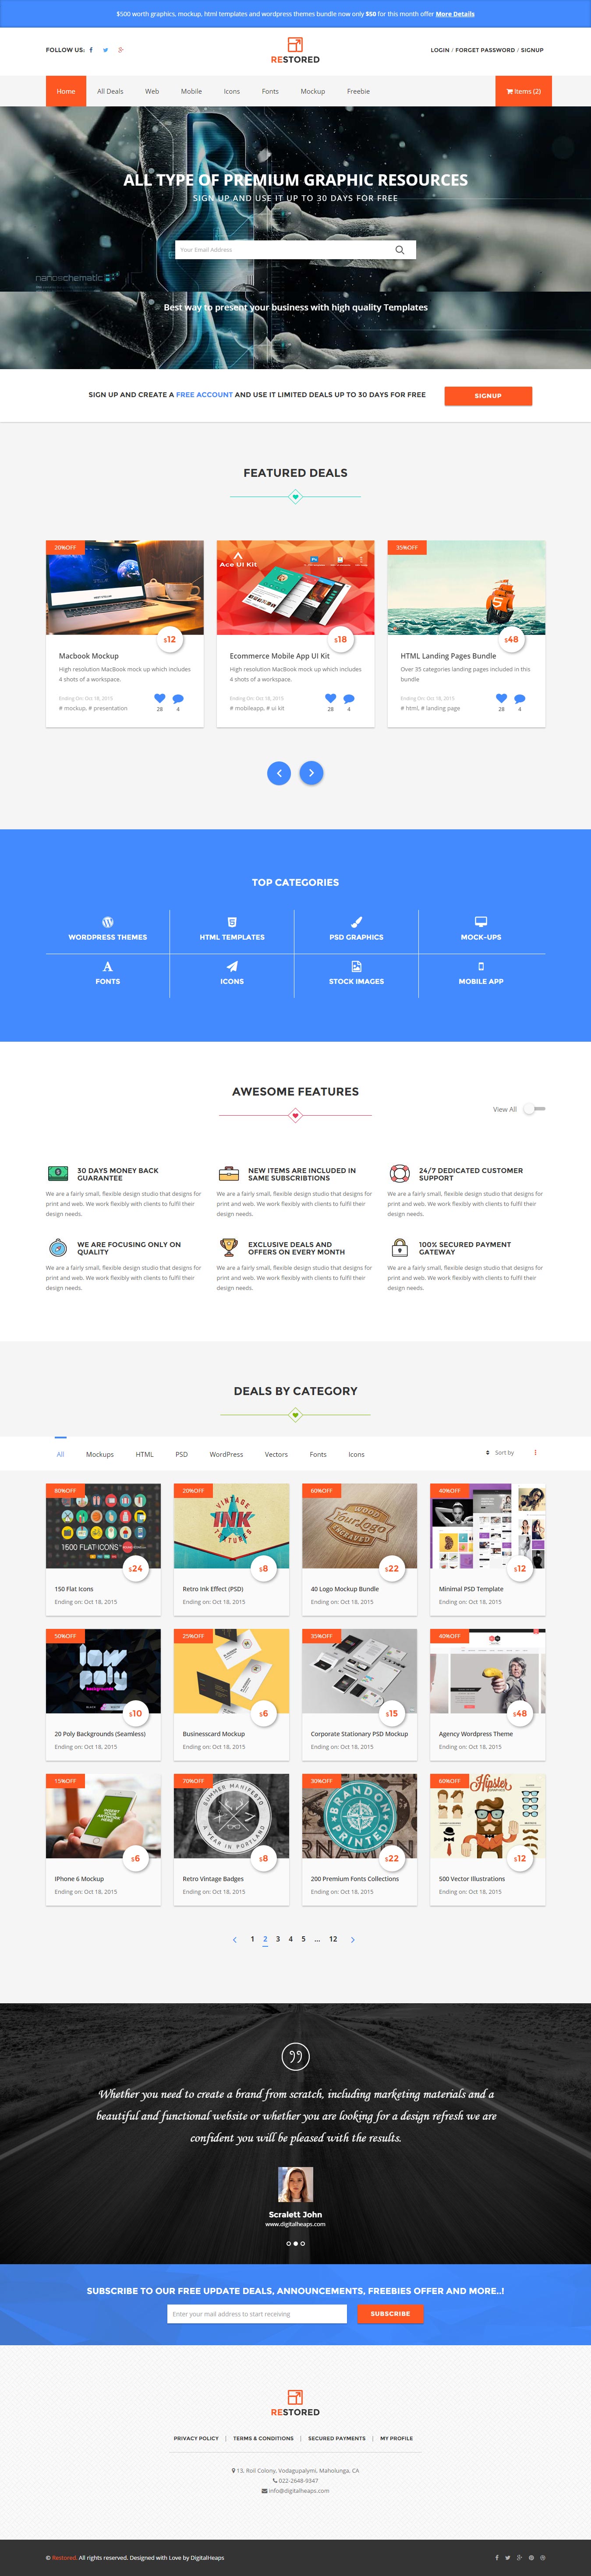 $500 worth graphics, mockup, html templates and wordpress themes bundle now only $50 for this month offer More Details
FOLLOW US:
RESTORED
LOGIN / FORGET PASSWORD / SIGNUP
Home All Deals Web Mobile Icons Fonts Mockup Freebie Items (2)
ALL TYPE OF PREMIUM GRAPHIC RESOURCES
SIGN UP AND USE IT UP TO 30 DAYS FOR FREE
Your Email Address
nanoschematic
Best way to present your business with high quality Templates
SIGN UP AND CREATE A FREE ACCOUNT AND USE IT LIMITED DEALS UP TO 30 DAYS FOR FREE
SIGNUP
FEATURED DEALS
20%OFF
$12
Macbook Mockup
High resolution MacBook mock up which includes
4 shots of a workspace.
Ending On: Oct 18, 2015
# mockup, # presentation
28 4
Ace UI Kit
$18
Ecommerce Mobile App UI Kit
High resolution MacBook mock up which includes
4 shots of a workspace.
Ending On: Oct 18, 2015
# mobileapp, # ui kit
28 4
35%OFF
$48
HTML Landing Pages Bundle
Over 35 categories landing pages included in this
bundle
Ending On: Oct 18, 2015
# html, # landing page
28 4
TOP CATEGORIES
WORDPRESS THEMES HTML TEMPLATES PSD GRAPHICS MOCK-UPS
FONTS ICONS STOCK IMAGES MOBILE APP
AWESOME FEATURES
View All
30 DAYS MONEY BACK
GUARANTEE
We are a fairly small, flexible design studio that designs for
print and web. We work flexibly with clients to fulfil their
design needs.
NEW ITEMS ARE INCLUDED IN
SAME SUBSCRIBTIONS
We are a fairly small, flexible design studio that designs for
print and web. We work flexibly with clients to fulfil their
design needs.
24/7 DEDICATED CUSTOMER
SUPPORT
We are a fairly small, flexible design studio that designs for
print and web. We work flexibly with clients to fulfil their
design needs.
WE ARE FOCUSING ONLY ON
QUALITY
We are a fairly small, flexible design studio that designs for
print and web. We work flexibly with clients to fulfil their
design needs.
EXCLUSIVE DEALS AND
OFFERS ON EVERY MONTH
We are a fairly small, flexible design studio that designs for
print and web. We work flexibly with clients to fulfil their
design needs.
100% SECURED PAYMENT
GATEWAY
We are a fairly small, flexible design studio that designs for
print and web. We work flexibly with clients to fulfil their
design needs.
DEALS BY CATEGORY
All Mockups HTML PSD WordPress Vectors Fonts Icons
Sort by
80%OFF
1500 FLAT ICONS
$24
150 Flat Icons
Ending on: Oct 18, 2015
20%OFF
VINTAGE
INK
TEXTURES
$8
Retro Ink Effect (PSD)
Ending on: Oct 18, 2015
60%OFF
WOOD
Your logo
ENGRAVED
$22
40 Logo Mockup Bundle
Ending on: Oct 18, 2015
40%OFF
$12
Minimal PSD Template
Ending on: Oct 18, 2015
50%OFF
low
poly
backgrounds
$10
20 Poly Backgrounds (Seamless)
Ending on: Oct 18, 2015
25%OFF
$6
Businesscard Mockup
Ending on: Oct 18, 2015
35%OFF
$15
Corporate Stationary PSD Mockup
Ending on: Oct 18, 2015
40%OFF
$48
Agency Wordpress Theme
Ending on: Oct 18, 2015
15%OFF
INSERT
YOUR
ARTWORK
HERE
$6
IPhone 6 Mockup
Ending on: Oct 18, 2015
70%OFF
SUMMER MANIFESTO
A YEAR IN PORTLAND
$8
Retro Vintage Badges
Ending on: Oct 18, 2015
30%OFF
BRANDON
PRINTED
$22
200 Premium Fonts Collections
Ending on: Oct 18, 2015
60%OFF
Hipster
$12
500 Vector Illustrations
Ending on: Oct 18, 2015
1 2 3 4 5 ... 12
Whether you need to create a brand from scratch, including marketing materials and a
beautiful and functional website or whether you are looking for a design refresh we are
confident you will be pleased with the results.
Scralett John
www.digitalheaps.com
SUBSCRIBE TO OUR FREE UPDATE DEALS, ANNOUNCEMENTS, FREEBIES OFFER AND MORE..!
Enter your mail address to start receiving
SUBSCRIBE
RESTORED
PRIVACY POLICY | TERMS & CONDITIONS | SECURED PAYMENTS | MY PROFILE
13, Roll Colony, Vodagupalymi, Maholunga, CA
022-2648-9347
info@digitalheaps.com
© Restored. All rights reserved. Designed with Love by DigitalHeaps